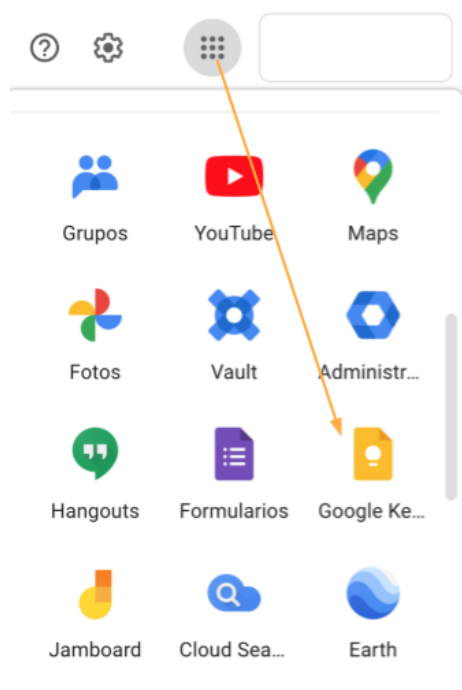 Grupos YouTube Maps
Fotos Vault Administr...
Hangouts Formularios Google Ke...
Jamboard Cloud Sea... Earth